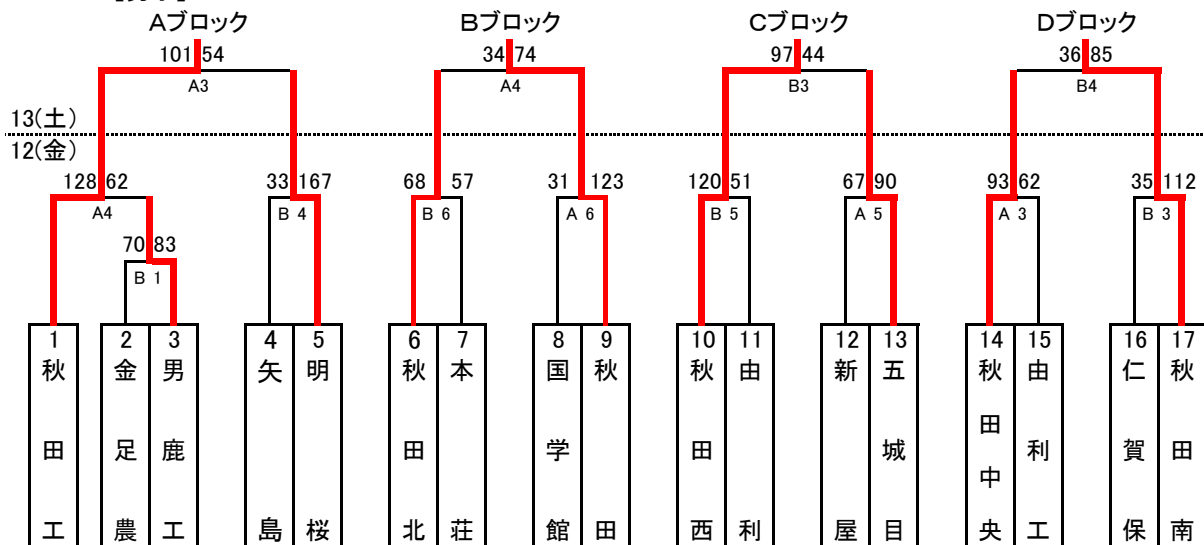 Aブロック Bブロック Cブロック Dブロック
101 54 34 74 97 44 36 85
A3 A4 B3 B4
13(土)
12(金)
128 62 33 167 68 57 31 123 120 51 67 90 93 62 35 112
A4 B 4 B 6 A 6 B 5 A 5 A 3 B 3
70 83
B 1
1 2 3 4 5 6 7 8 9 10 11 12 13 14 15 16 17
秋田工
金足農
男鹿工
矢島
明桜
秋田北
本荘
国学館
秋田
秋田西
由利
新屋
五城目
秋田中央
由利工
仁賀保
秋田南